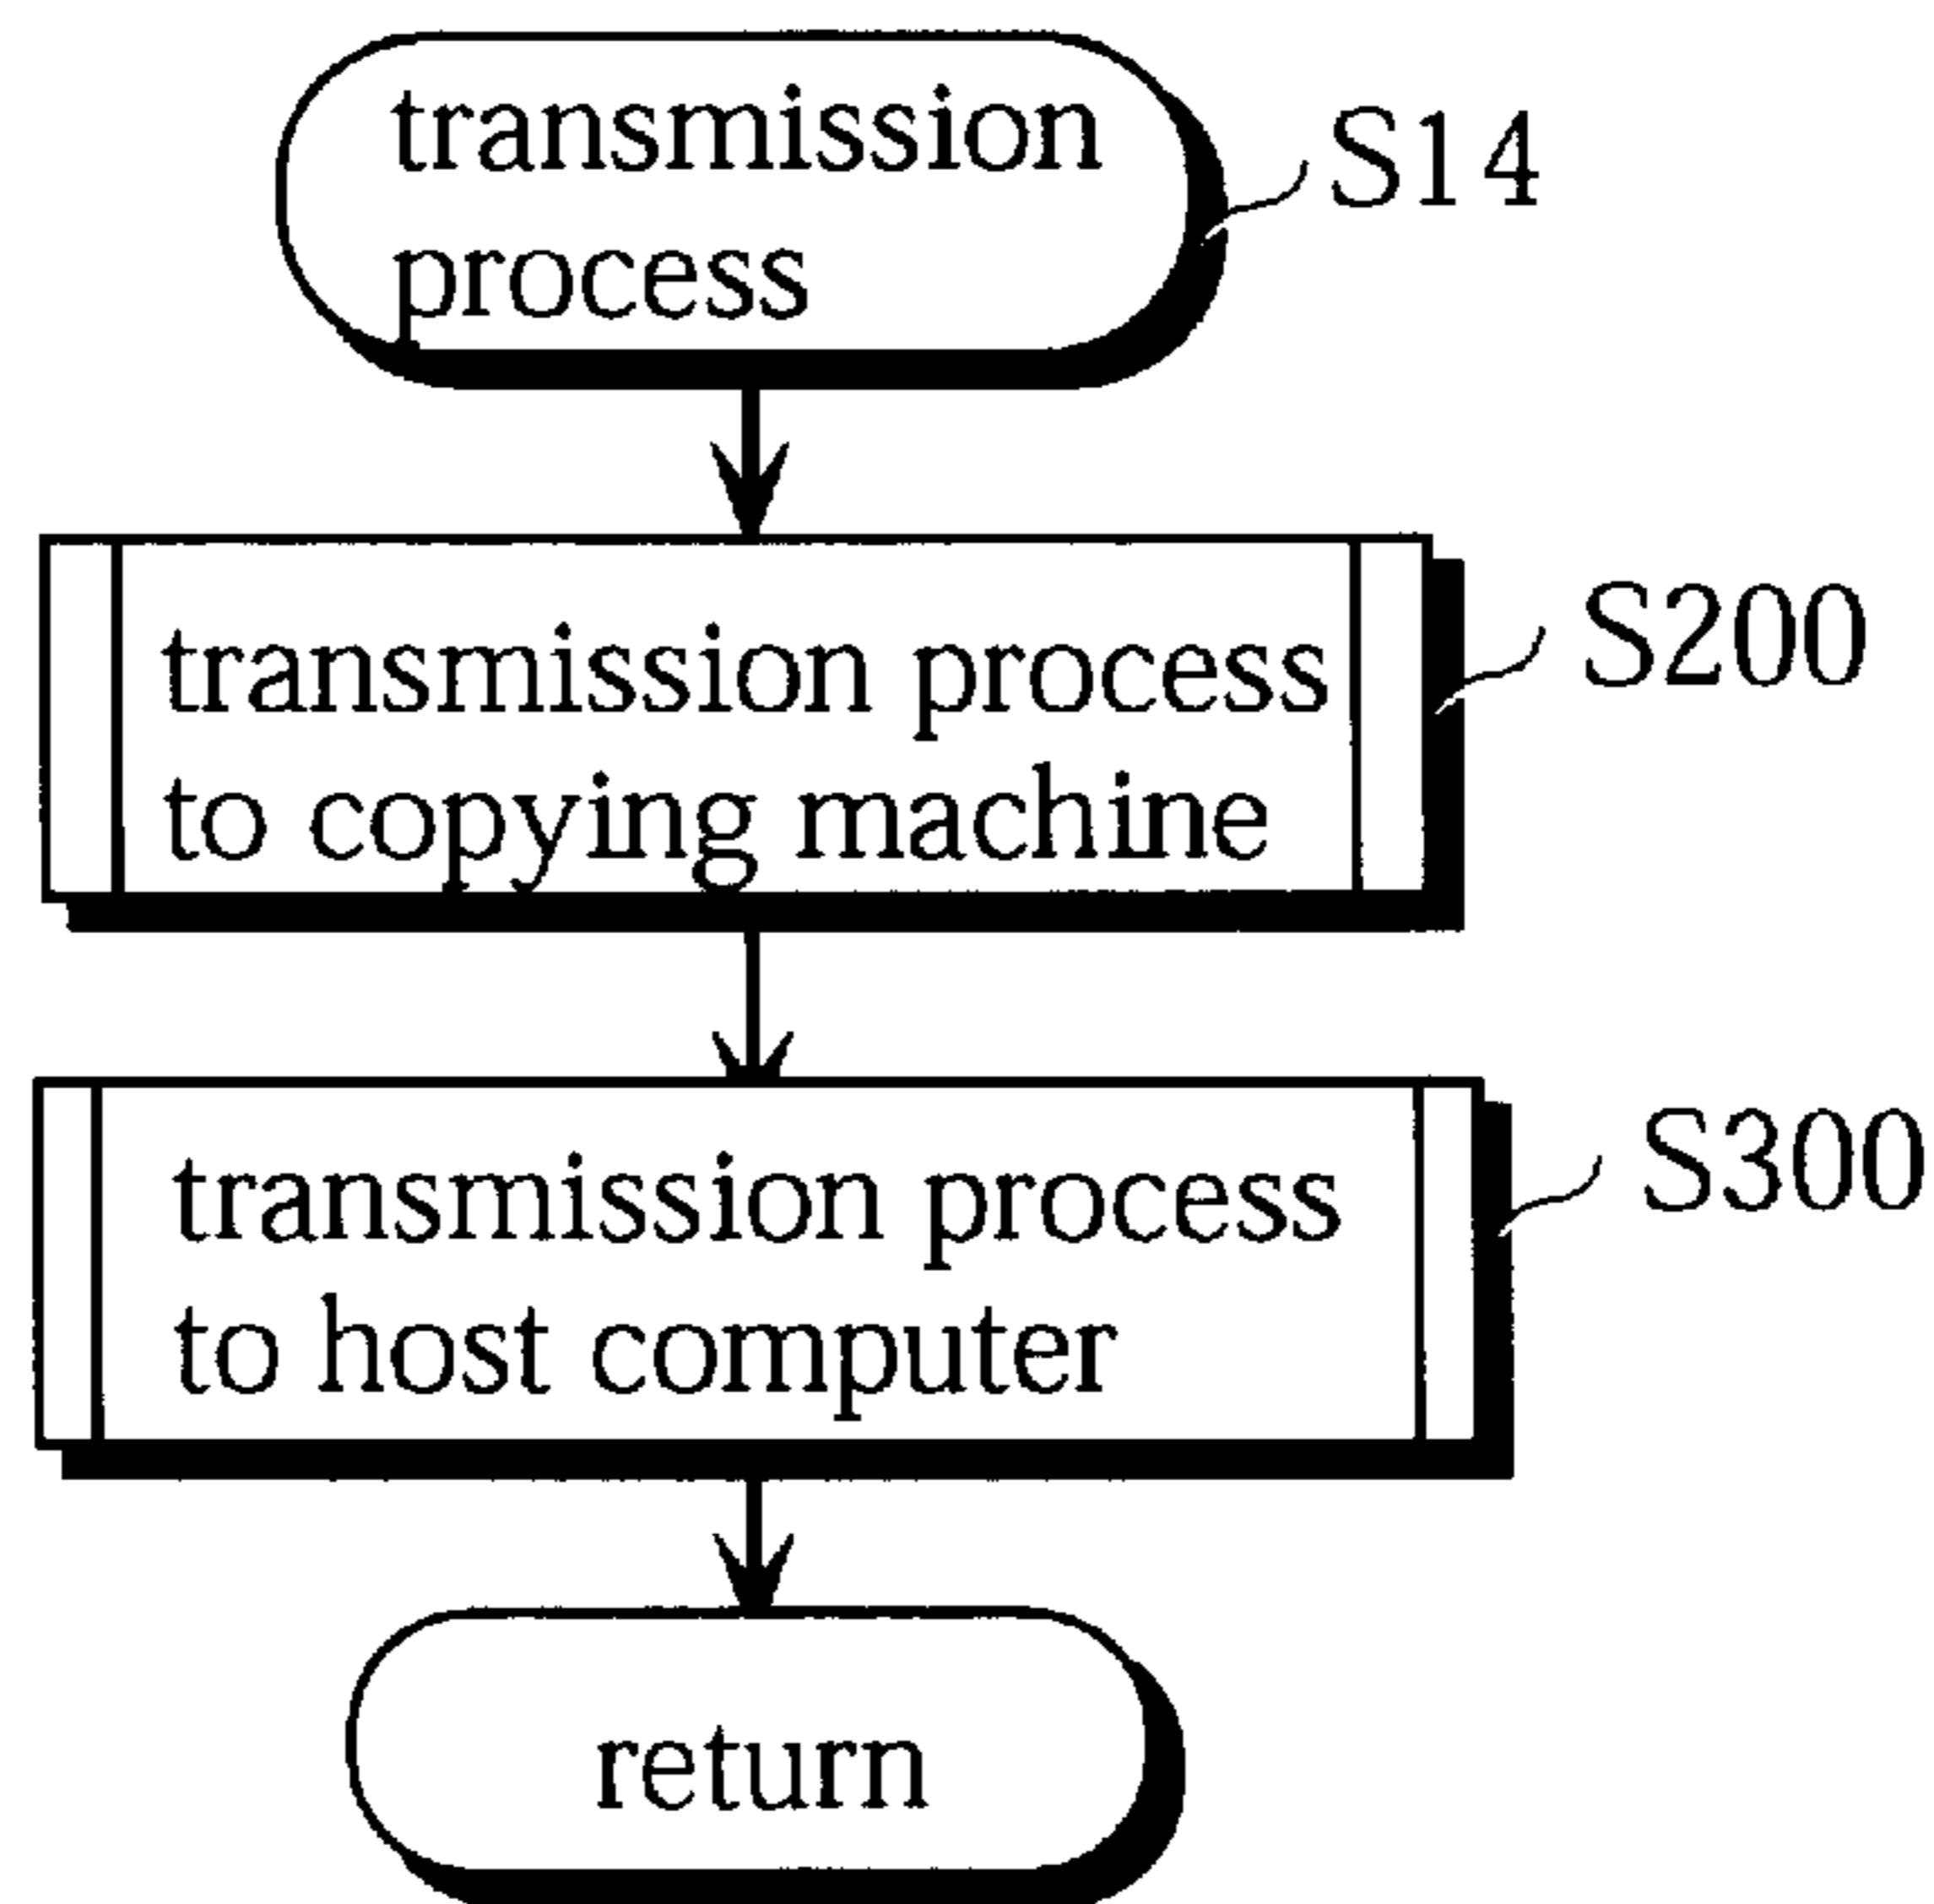 transmission
process
S14
transmission process
to copying machine
S200
transmission process
to host computer
S300
return